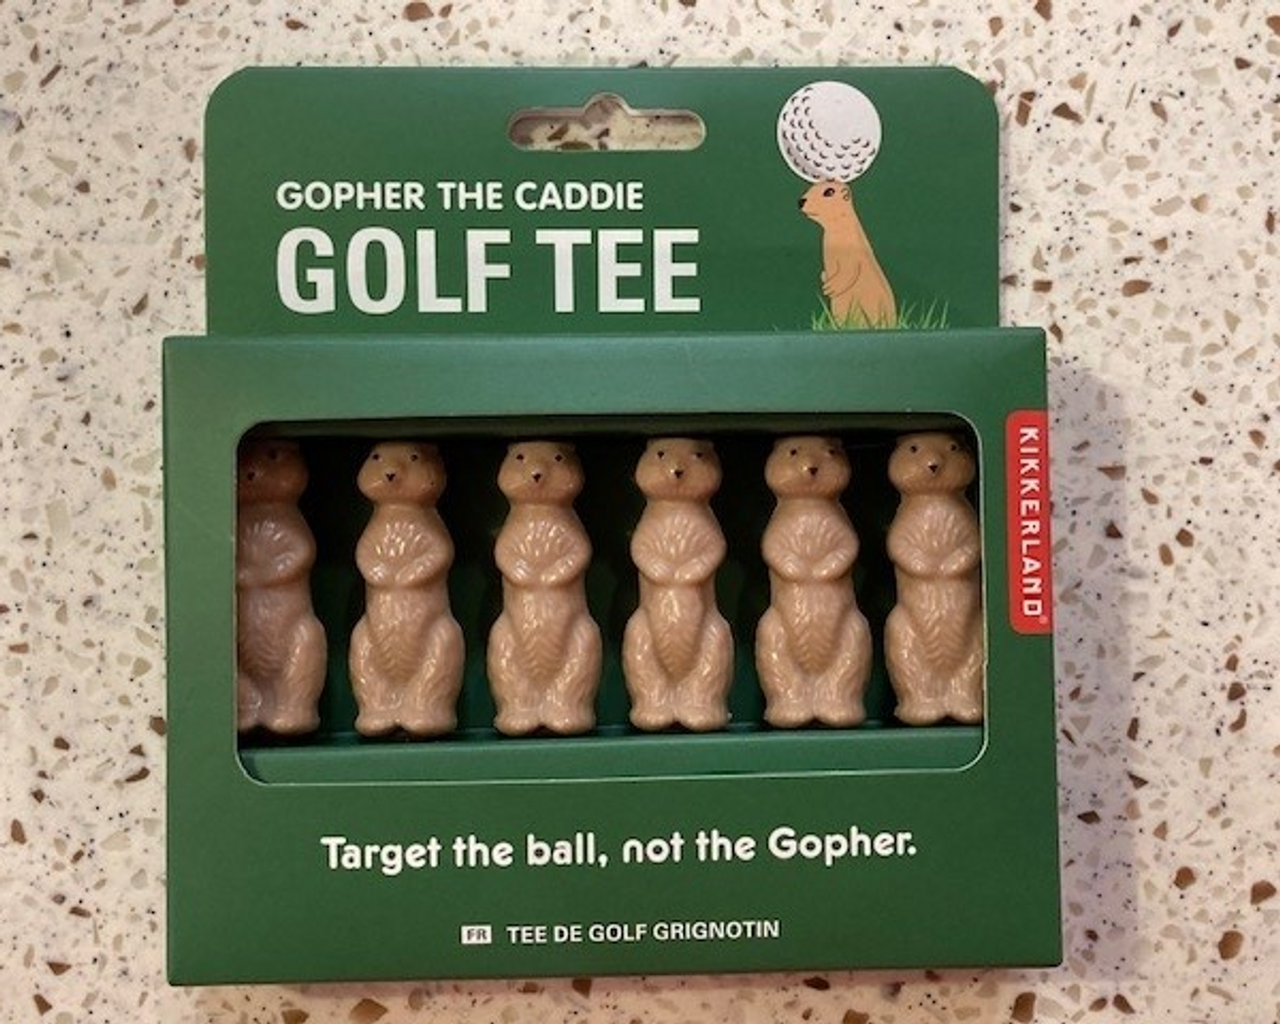 GOPHER THE CADDIE
GOLF TEE
KIKKERLAND®
Target the ball, not the Gopher.
FR TEE DE GOLF GRIGNOTIN